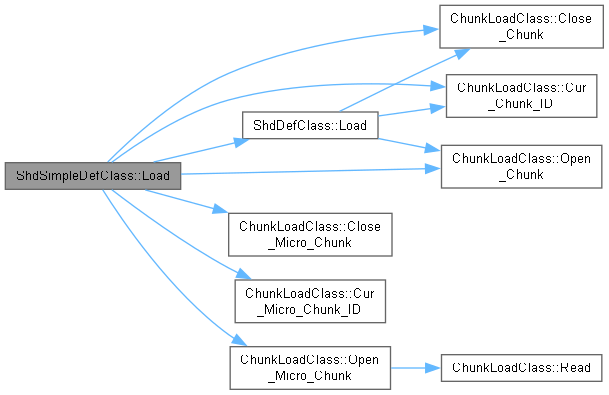 ChunkLoadClass::Close
_Chunk
ChunkLoadClass::Cur
_Chunk_ID
ShdDefClass::Load
ChunkLoadClass::Open
_Chunk
ShdSimpleDefClass::Load
ChunkLoadClass::Close
_Micro_Chunk
ChunkLoadClass::Cur
_Micro_Chunk_ID
ChunkLoadClass::Open
_Micro_Chunk
ChunkLoadClass::Read